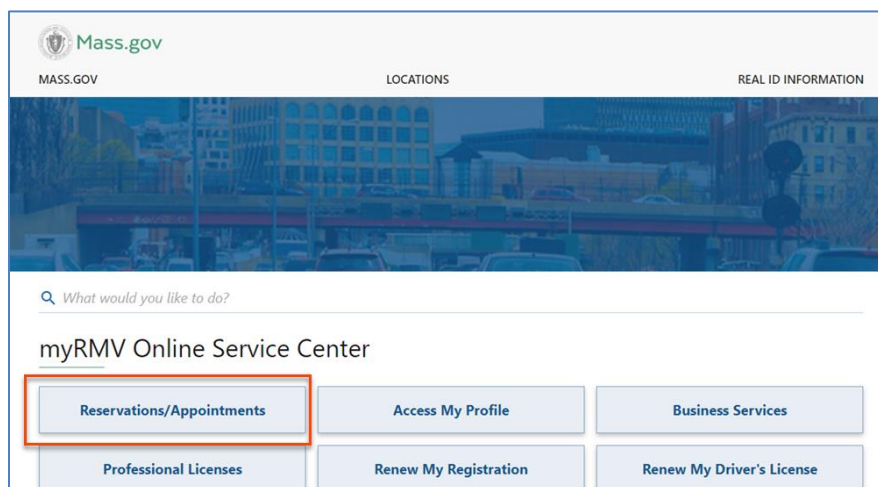 Mass.gov
MASS.GOV LOCATIONS REAL ID INFORMATION
What would you like to do?
myRMV Online Service Center
Reservations/Appointments Access My Profile Business Services
Professional Licenses Renew My Registration Renew My Driver's License